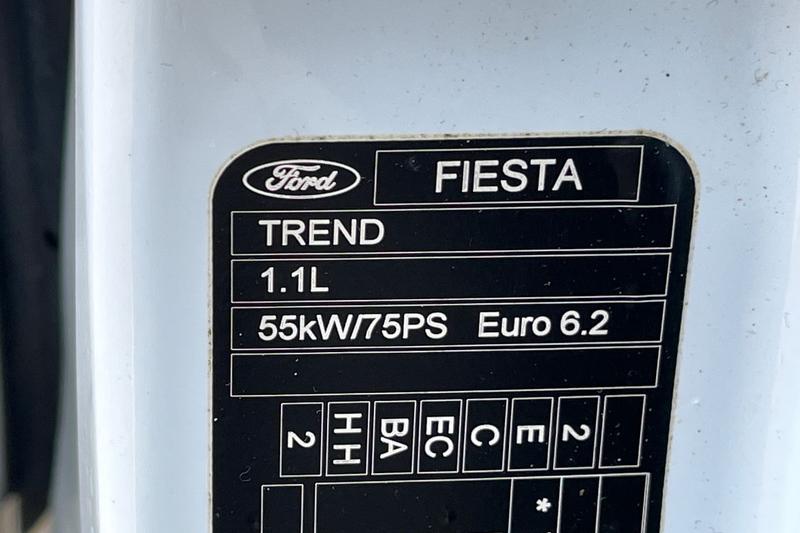 Ford FIESTA
TREND
1.1L
55kW/75PS Euro 6.2
2 HH BA EC C E 2
*